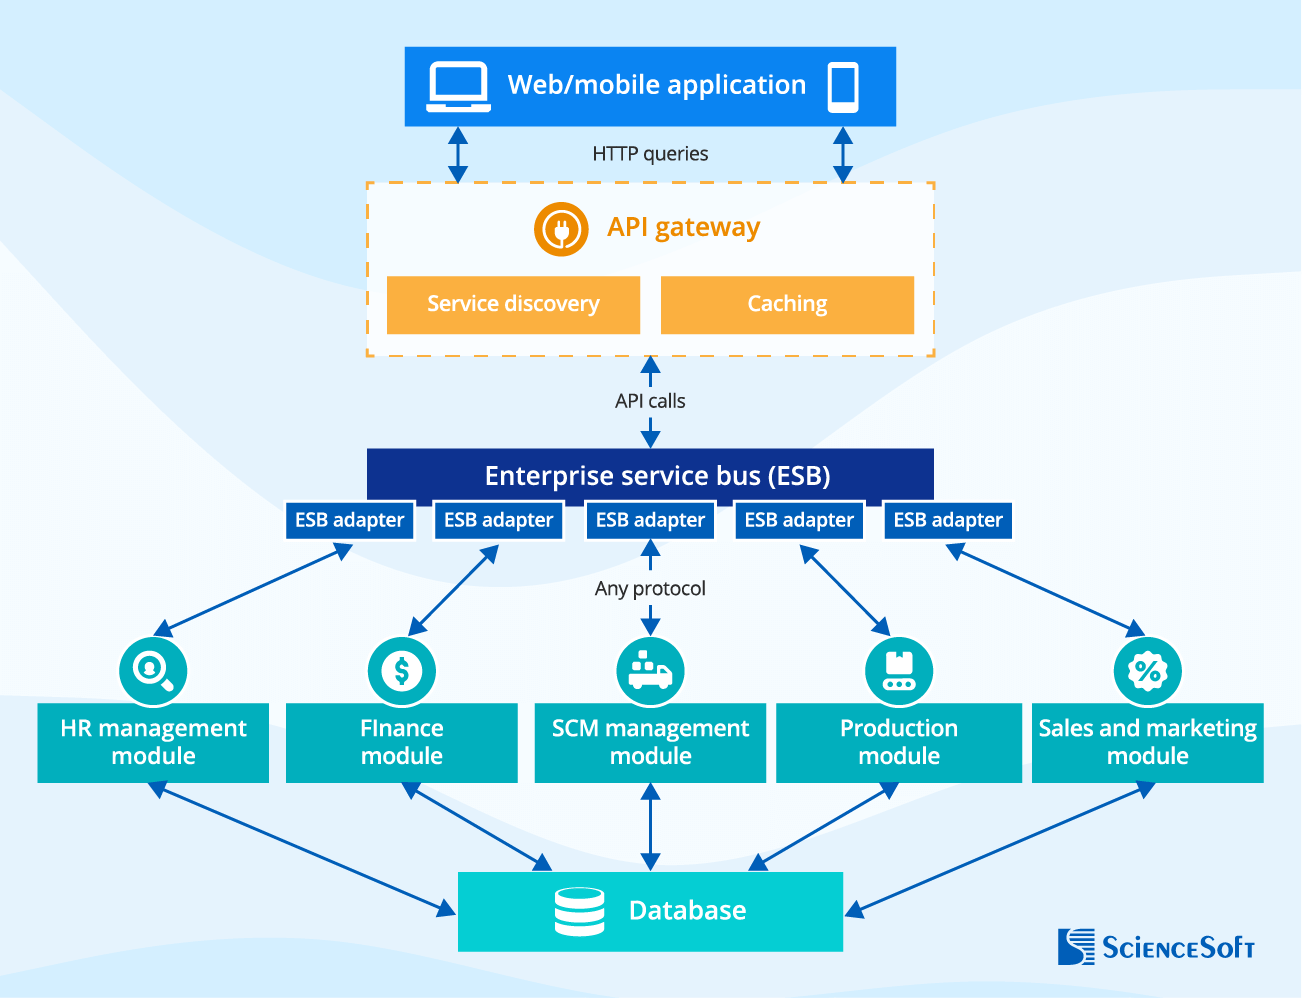 Web/mobile application
HTTP queries
API gateway
Service discovery
Caching
API calls
Enterprise service bus (ESB)
ESB adapter
ESB adapter
ESB adapter
ESB adapter
ESB adapter
Any protocol
HR management
module
FInance
module
SCM management
module
Production
module
Sales and marketing
module
Database
ScienceSoft